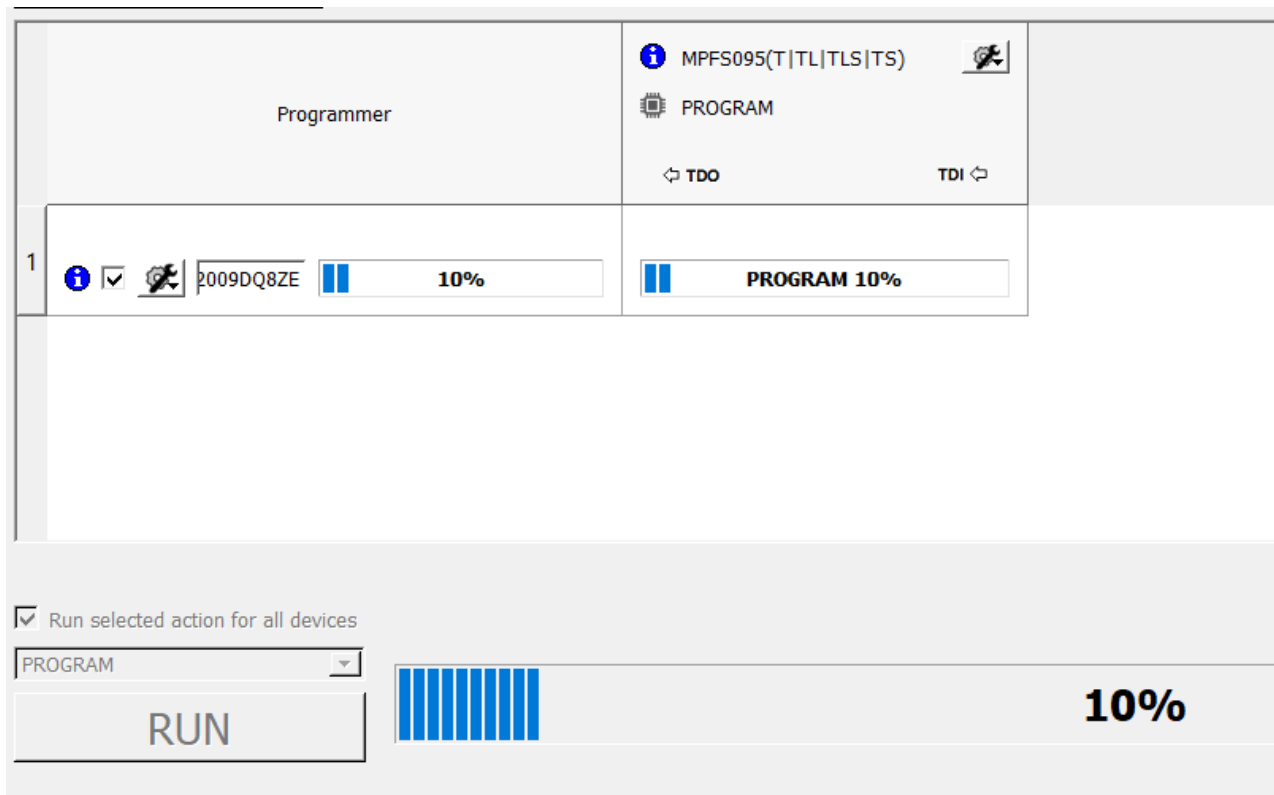 Programmer
MPFS095(T|TL|TLS|TS)
PROGRAM
TDO TDI
1 2009DQ8ZE 10% PROGRAM 10%
Run selected action for all devices
PROGRAM
RUN
10%